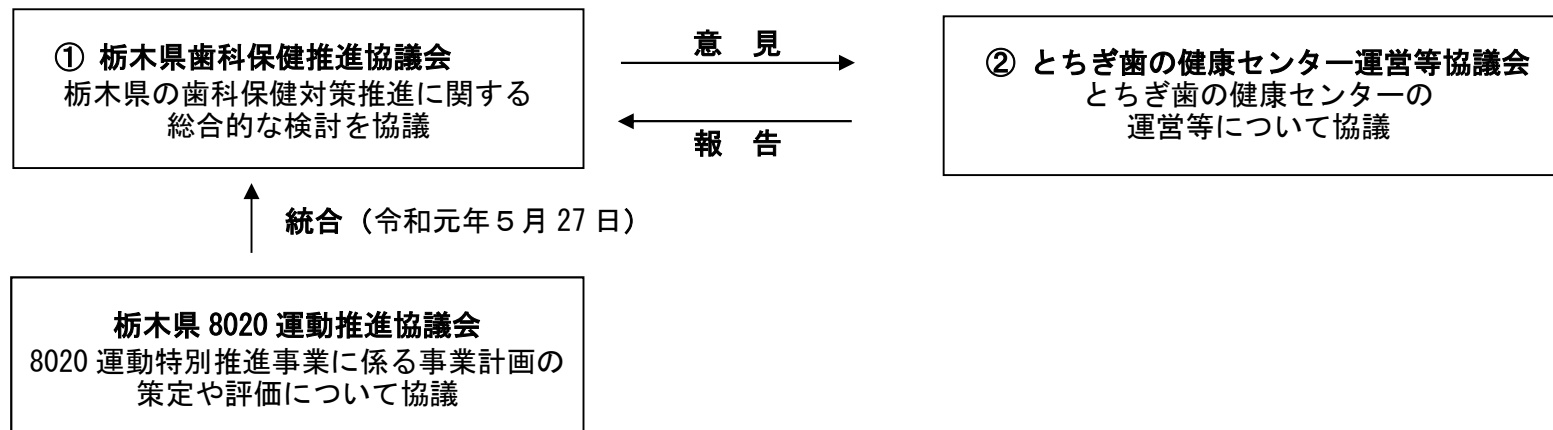 ① 栃木県歯科保健推進協議会
栃木県の歯科保健対策推進に関する
総合的な検討を協議
意 見
報 告
② とちぎ歯の健康センター運営等協議会
とちぎ歯の健康センターの
運営等について協議
統合（令和元年５月 27 日）
栃木県 8020 運動推進協議会
8020 運動特別推進事業に係る事業計画の
策定や評価について協議